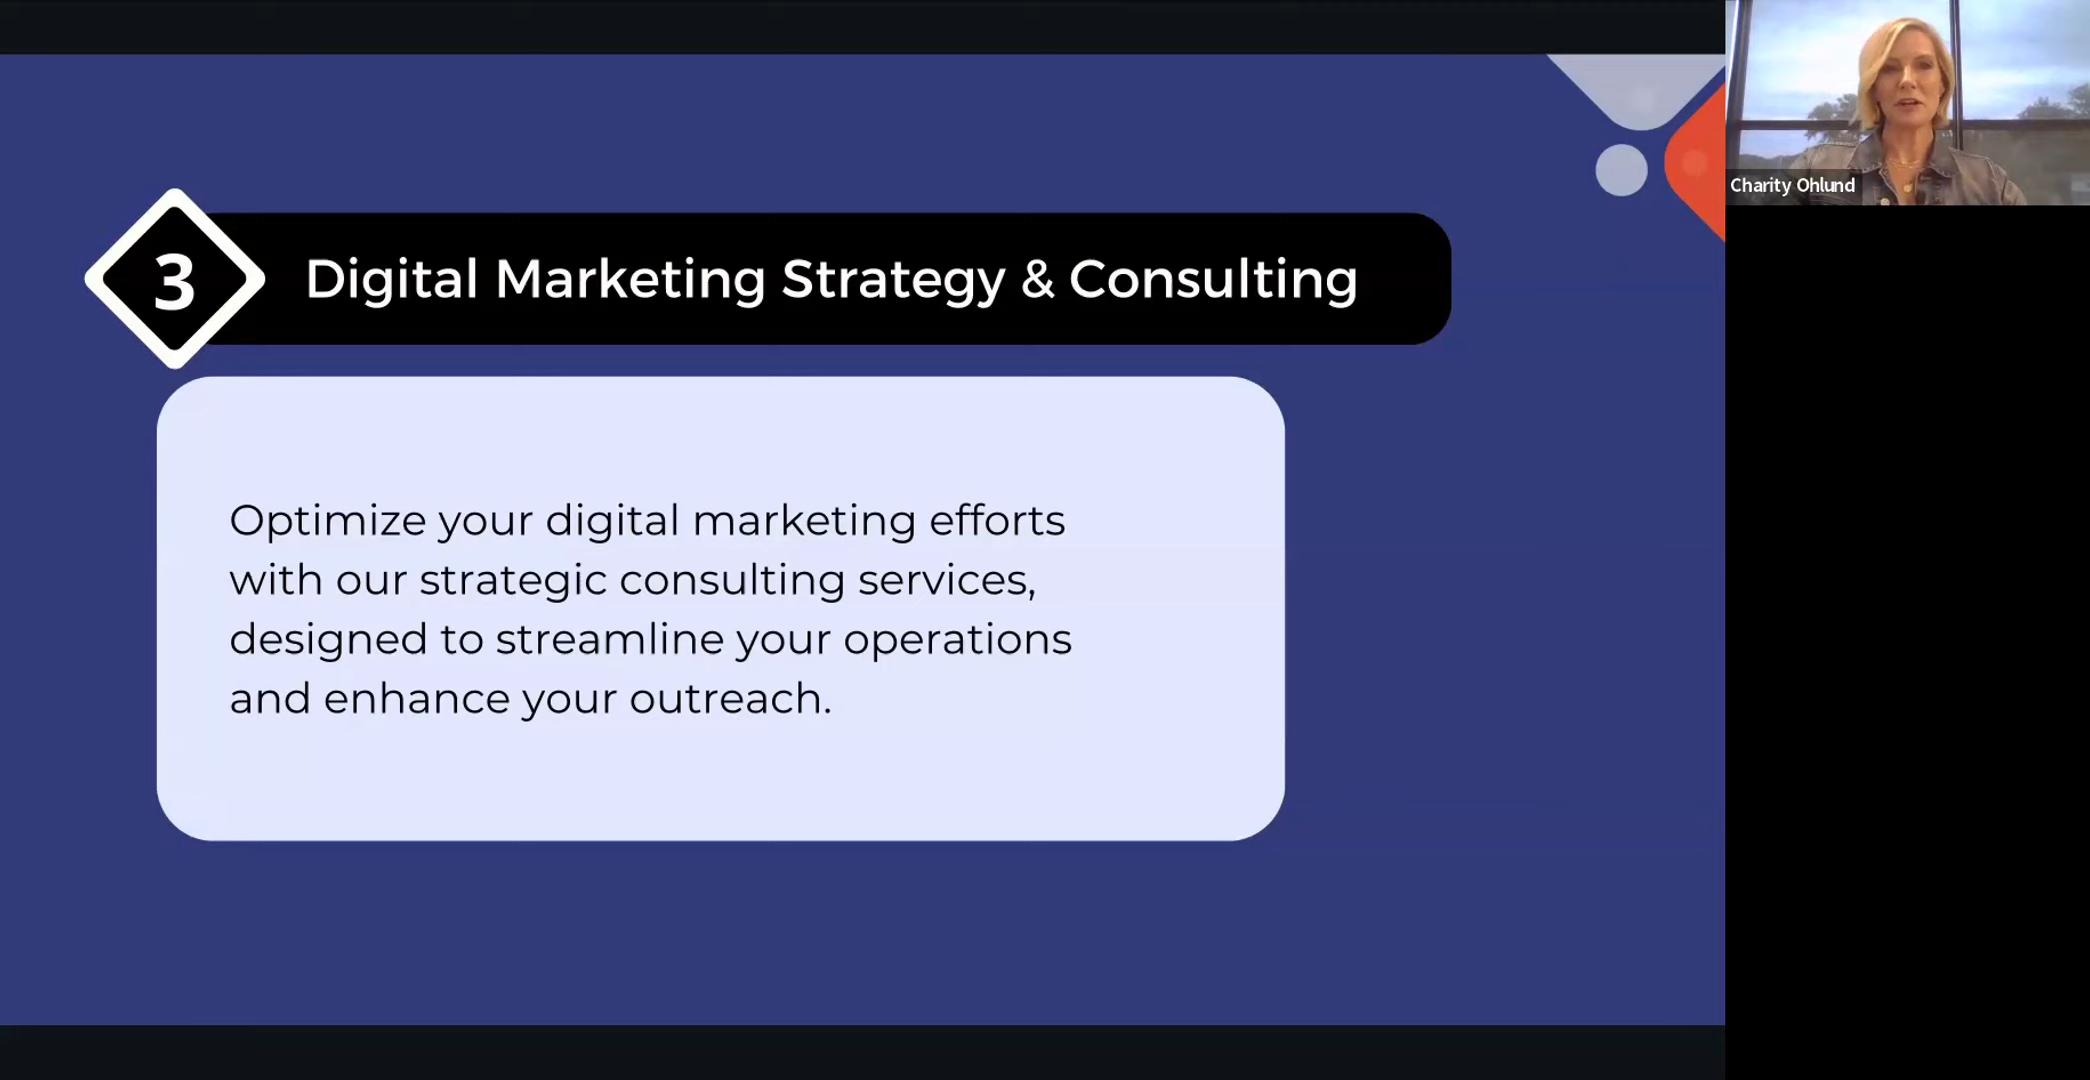 3
Digital Marketing Strategy & Consulting
Optimize your digital marketing efforts
with our strategic consulting services,
designed to streamline your operations
and enhance your outreach.
Charity Ohlund